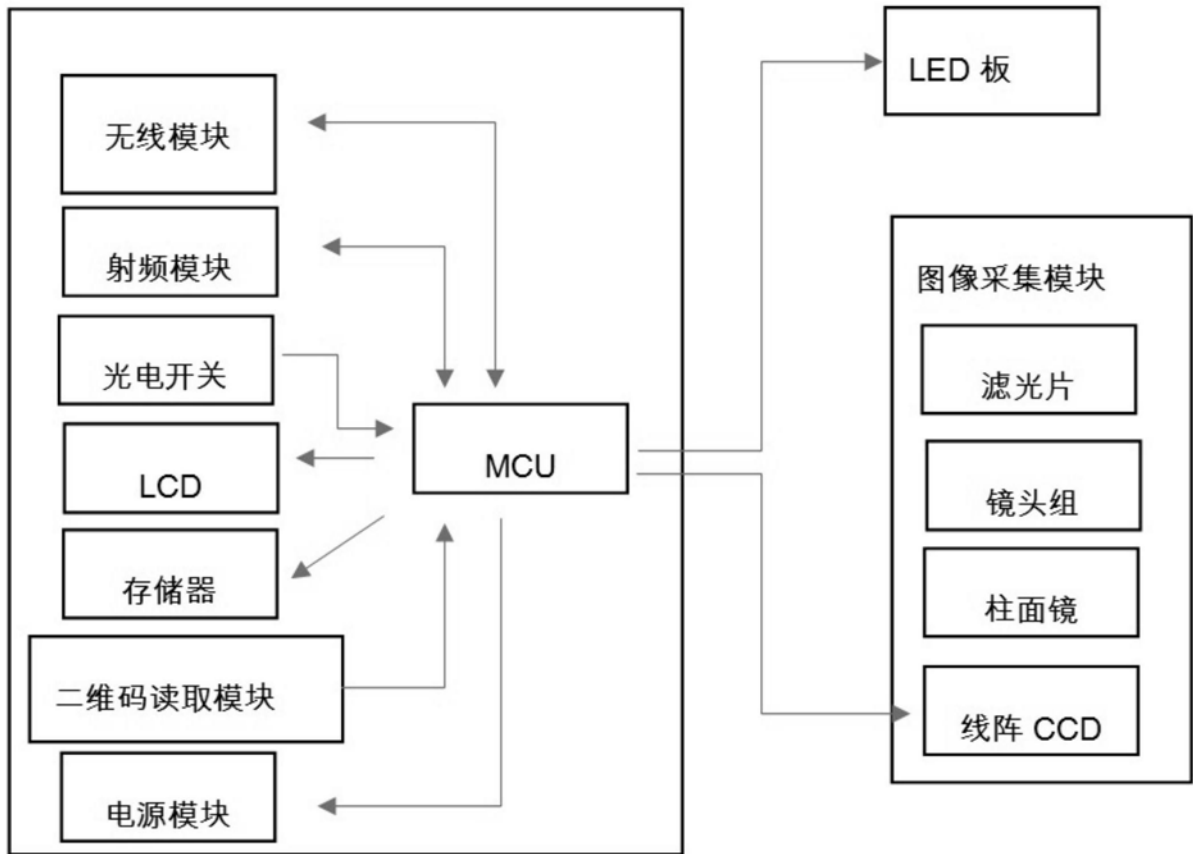 无线模块
射频模块
光电开关
LCD
存储器
二维码读取模块
电源模块
MCU
LED 板
图像采集模块
滤光片
镜头组
柱面镜
线阵 CCD